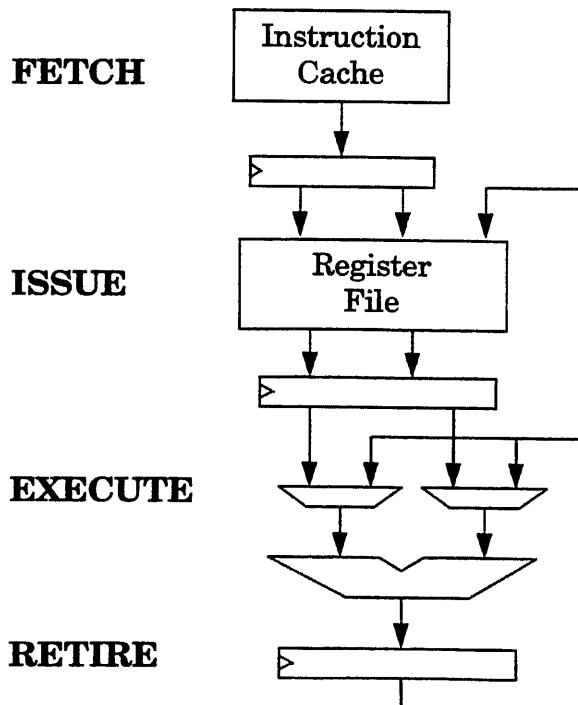 FETCH
Instruction
Cache
ISSUE
Register
File
EXECUTE
RETIRE